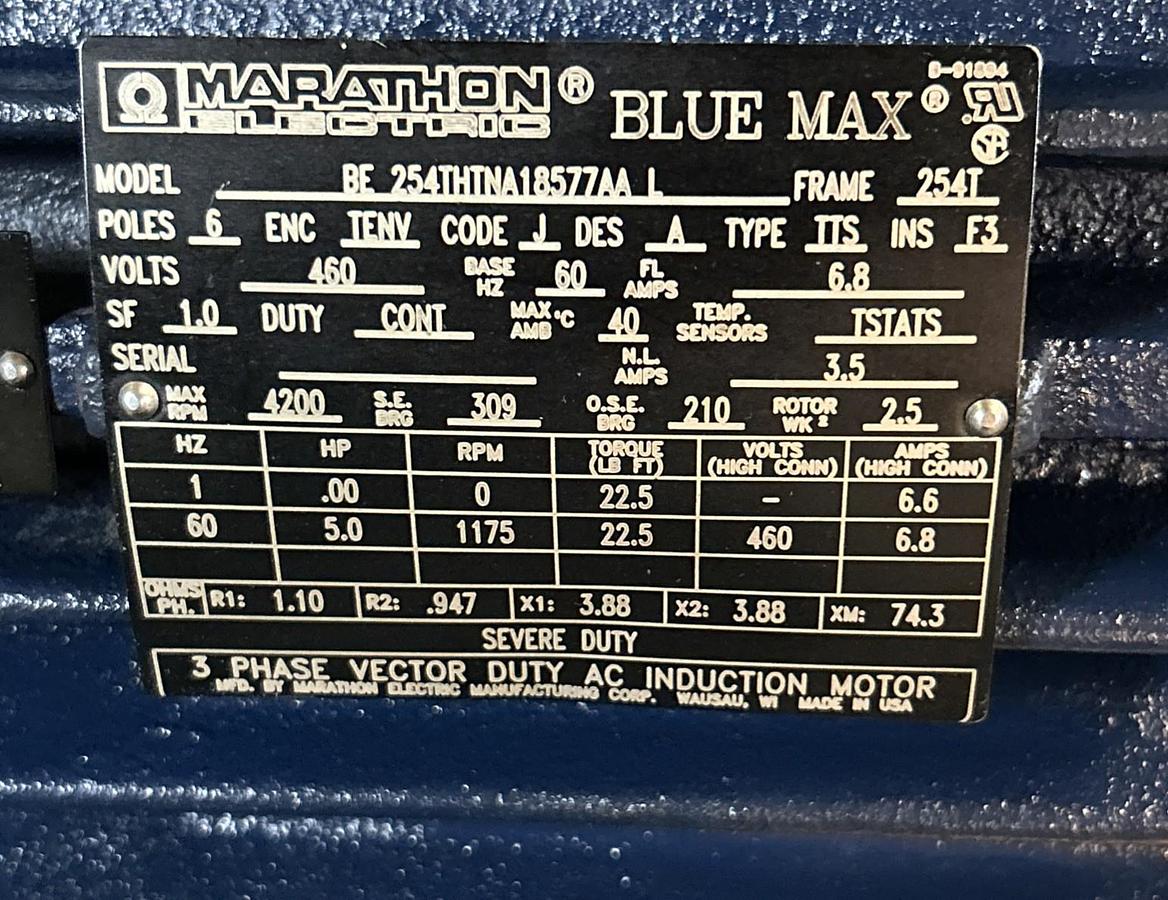 D-91894
MARATHON ® BLUE MAX ®
ELECTRIC
MODEL BE 254THTNA18577AA L FRAME 254T
POLES 6 ENC TENV CODE J DES A TYPE TTS INS F3
VOLTS 460 BASE HZ 60 FL AMPS 6.8
SF 1.0 DUTY CONT MAX AMB °C 40 TEMP. SENSORS TSTATS
SERIAL N.L. AMPS 3.5
MAX RPM 4200 S.E. BRG 309 O.S.E. BRG 210 ROTOR WK² 2.5
HZ HP RPM TORQUE (LB FT) VOLTS (HIGH CONN) AMPS (HIGH CONN)
1 .00 0 22.5 – 6.6
60 5.0 1175 22.5 460 6.8
OHMS PH. R1: 1.10 R2: .947 X1: 3.88 X2: 3.88 XM: 74.3
SEVERE DUTY
3 PHASE VECTOR DUTY AC INDUCTION MOTOR
MFD. BY MARATHON ELECTRIC MANUFACTURING CORP. WAUSAU, WI MADE IN USA